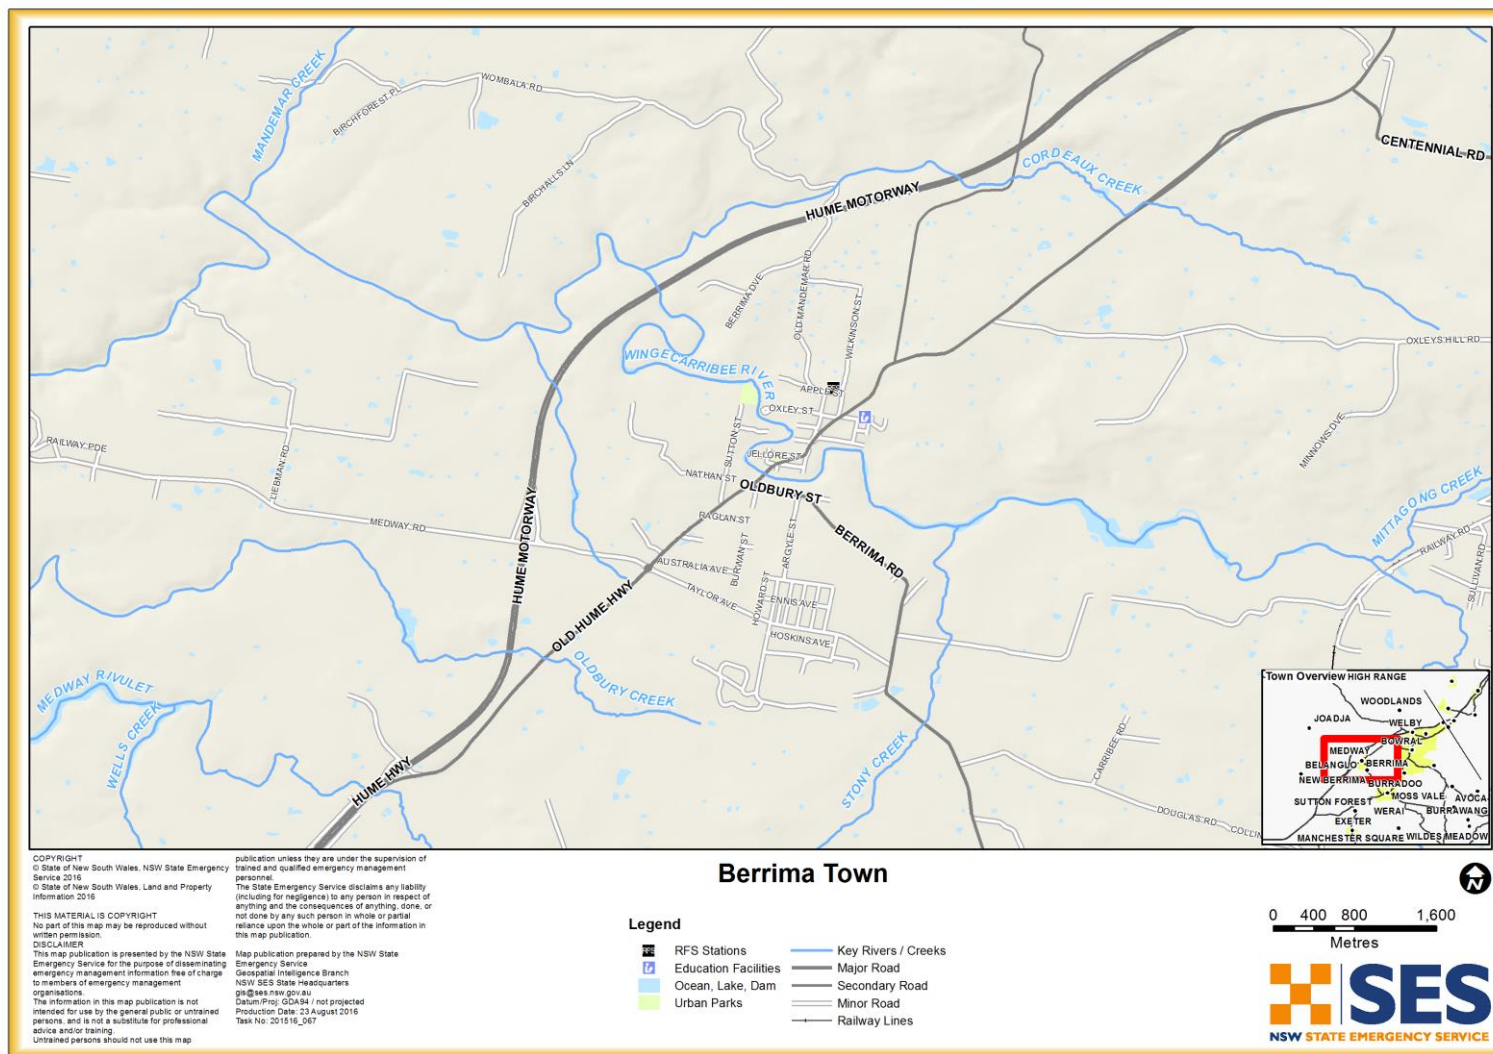 MANDEMAR CREEK
BIRCHFOREST PL
WOMBALA RD
BIRCHALLS LN
CORDEAUX CREEK
CENTENNIAL RD
HUME MOTORWAY
BERRIMA DVE
OLD MANDEMAR RD
WILKINSON ST
WINGECARRIBEE RIVER
OXLEYS HILL RD
APPLE ST
RFS
OXLEY ST
MINNOWS DVE
RAILWAY PDE
LIEBMAN RD
SUTTON ST
JELLORE ST
NATHAN ST
OLDBURY ST
MITTAGONG CREEK
MEDWAY RD
HUME MOTORWAY
RAGLAN ST
ARGYLE ST
BERRIMA RD
RAILWAY RD
SULLIVAN RD
BURWAN ST
AUSTRALIA AVE
TAYLOR AVE
HOWARD ST
ENNIS AVE
HOSKINS AVE
OLD HUME HWY
OLDBURY CREEK
MEDWAY RIVULET
WELLS CREEK
HUME HWY
STONY CREEK
CARRIBEE RD
DOUGLAS RD
COLLIN
Town Overview
HIGH RANGE
WOODLANDS
JOADJA
WELBY
BOWRAL
MEDWAY
BELANGLO
BERRIMA
NEW BERRIMA
BURRADOO
MOSS VALE
AVOCA
SUTTON FOREST
WERAI
BURRAWANG
EXETER
MANCHESTER SQUARE
WILDES MEADOW
COPYRIGHT
© State of New South Wales, NSW State Emergency
Service 2016
© State of New South Wales, Land and Property
Information 2016
THIS MATERIAL IS COPYRIGHT
No part of this map may be reproduced without
written permission.
DISCLAIMER
This map publication is presented by the NSW State
Emergency Service for the purpose of disseminating
emergency management information free of charge
to members of emergency management
organisations.
The information in this map publication is not
intended for use by the general public or untrained
persons, and is not a substitute for professional
advice and/or training.
Untrained persons should not use this map
publication unless they are under the supervision of
trained and qualified emergency management
personnel.
The State Emergency Service disclaims any liability
(including for negligence) to any person in respect of
anything and the consequences of anything, done, or
not done by any such person in whole or partial
reliance upon the whole or part of the information in
this map publication.
Map publication prepared by the NSW State
Emergency Service
Geospatial Intelligence Branch
NSW SES State Headquarters
gis@ses.nsw.gov.au
Datum/Proj: GDA94 / not projected
Production Date: 23 August 2016
Task No: 201516_067
Berrima Town
Legend
RFS Stations
Education Facilities
Ocean, Lake, Dam
Urban Parks
Key Rivers / Creeks
Major Road
Secondary Road
Minor Road
Railway Lines
N
0 400 800 1,600
Metres
SES
NSW STATE EMERGENCY SERVICE